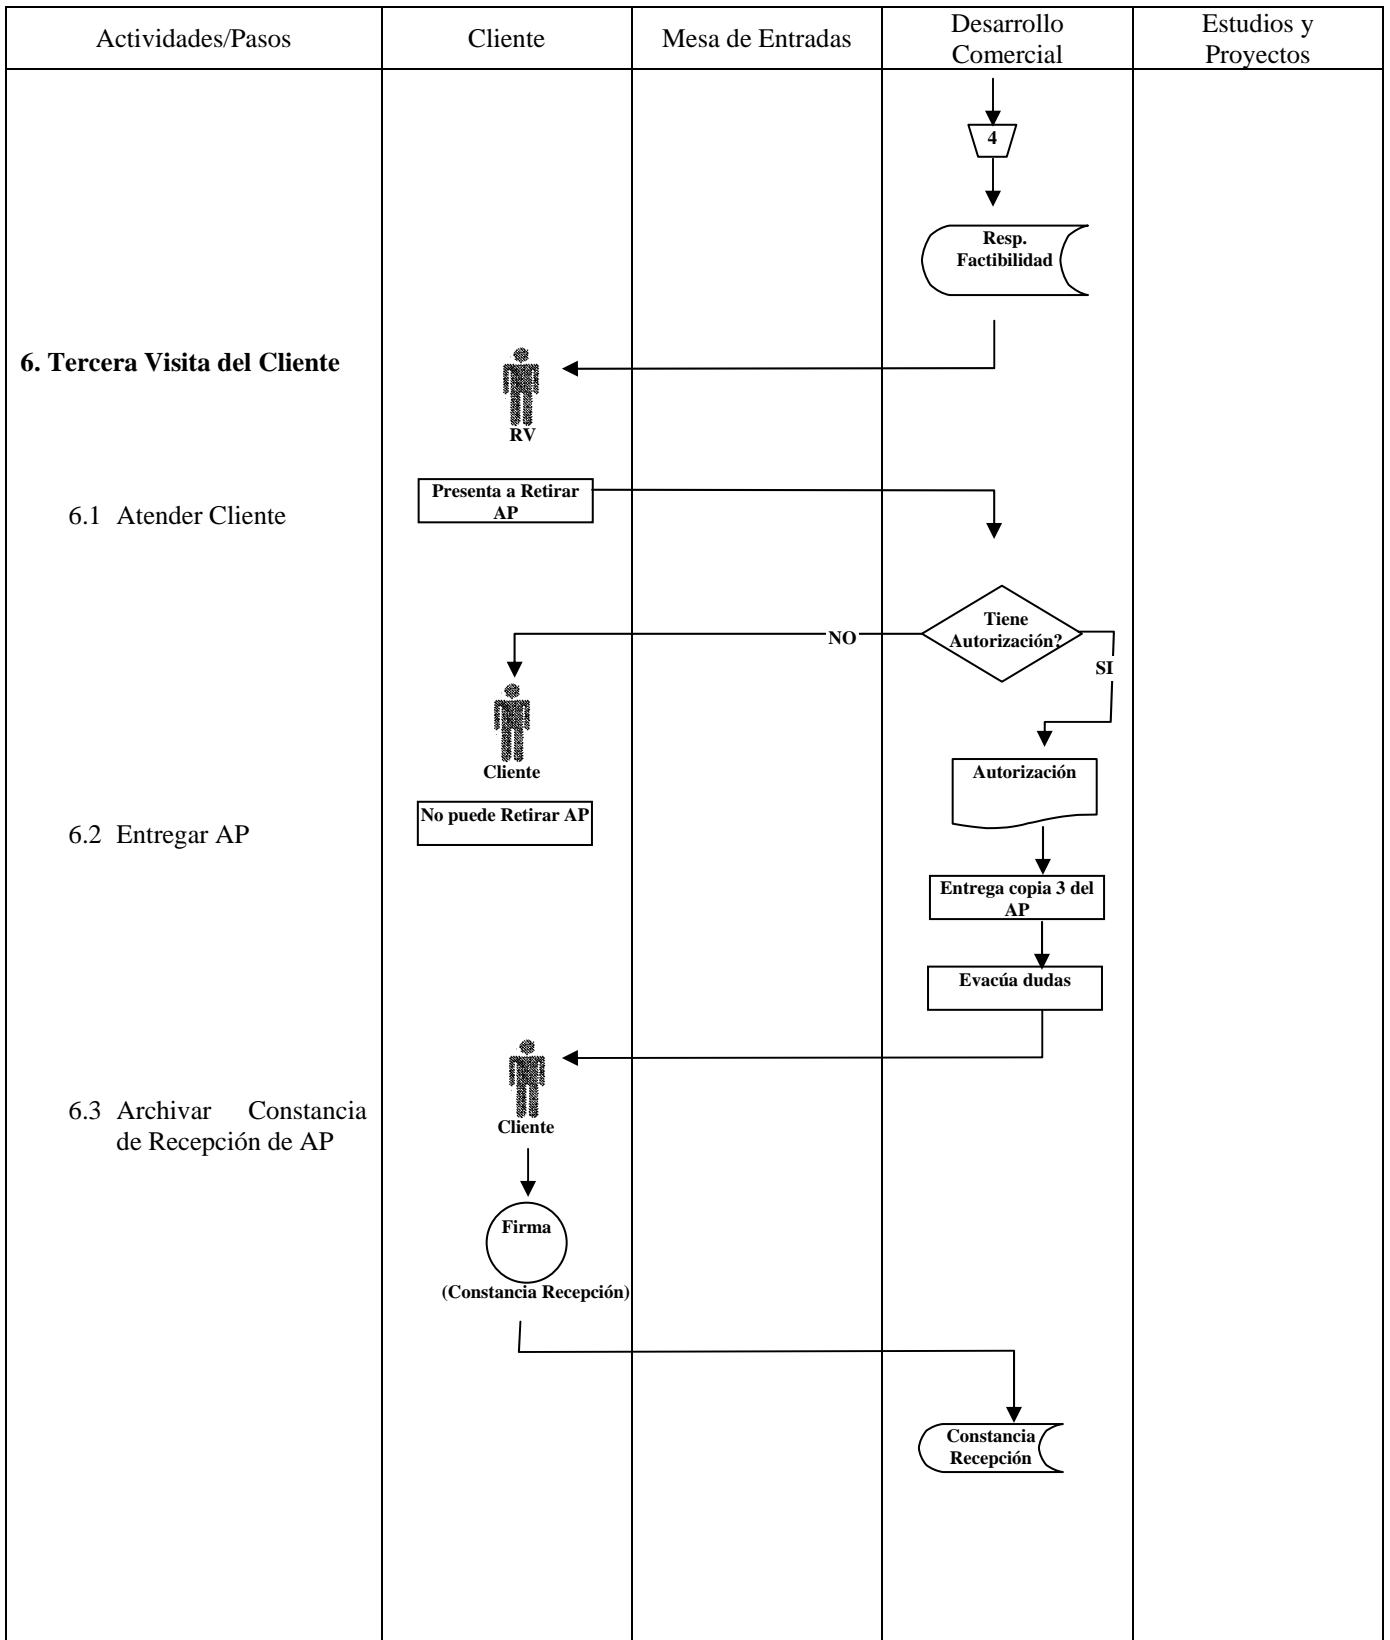 Actividades/Pasos
Cliente
Mesa de Entradas
Desarrollo
Comercial
Estudios y
Proyectos
4
Resp.
Factibilidad
6. Tercera Visita del Cliente
RV
6.1 Atender Cliente
Presenta a Retirar
AP
Tiene
Autorización?
NO
SI
Cliente
No puede Retirar AP
Autorización
6.2 Entregar AP
Entrega copia 3 del
AP
Evacúa dudas
Cliente
6.3 Archivar Constancia
de Recepción de AP
Firma
(Constancia Recepción)
Constancia
Recepción